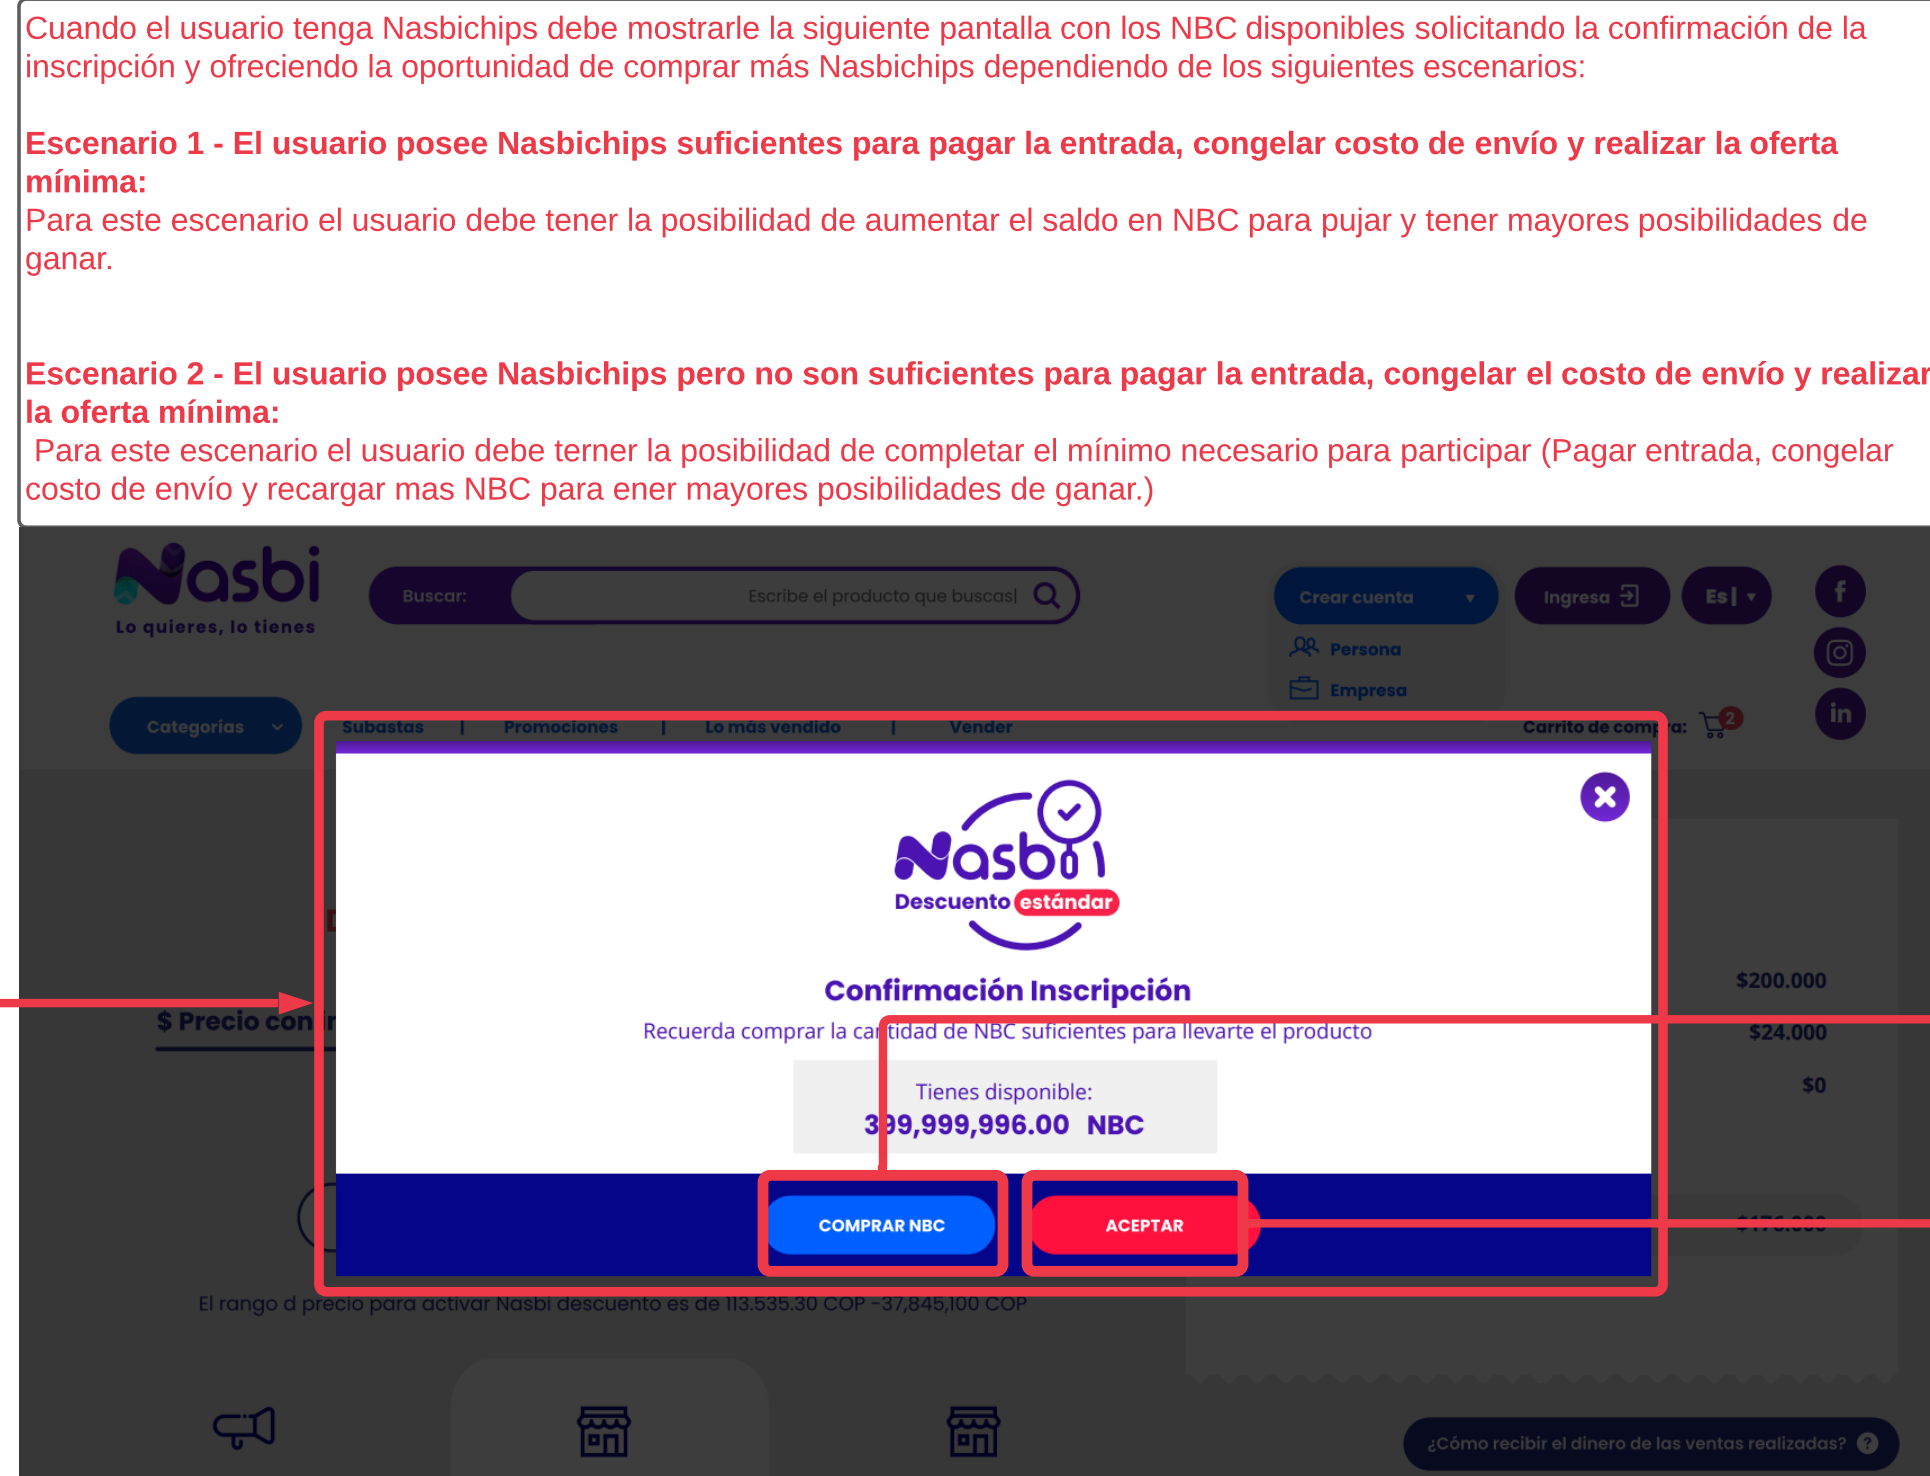 Cuando el usuario tenga Nasbichips debe mostrarle la siguiente pantalla con los NBC disponibles solicitando la confirmación de la
inscripción y ofreciendo la oportunidad de comprar más Nasbichips dependiendo de los siguientes escenarios:
Escenario 1 - El usuario posee Nasbichips suficientes para pagar la entrada, congelar costo de envío y realizar la oferta
mínima:
Para este escenario el usuario debe tener la posibilidad de aumentar el saldo en NBC para pujar y tener mayores posibilidades de
ganar.
Escenario 2 - El usuario posee Nasbichips pero no son suficientes para pagar la entrada, congelar el costo de envío y realizar
la oferta mínima:
Para este escenario el usuario debe terner la posibilidad de completar el mínimo necesario para participar (Pagar entrada, congelar
costo de envío y recargar mas NBC para ener mayores posibilidades de ganar.)
Nasbi
Lo quieres, lo tienes
Buscar: Escribe el producto que buscas|
Crear cuenta
Ingresa
Es|
Persona
Empresa
Categorías
Subastas | Promociones | Lo más vendido | Vender
Carrito de compra: 2
Nasbi
Descuento estándar
Confirmación Inscripción
Recuerda comprar la cantidad de NBC suficientes para llevarte el producto
Tienes disponible:
399,999,996.00 NBC
COMPRAR NBC
ACEPTAR
$ Precio con
$200.000
$24.000
$0
$176.000
El rango d precio para activar Nasbi descuento es de 113.535.30 COP -37,845,100 COP
¿Cómo recibir el dinero de las ventas realizadas? ?